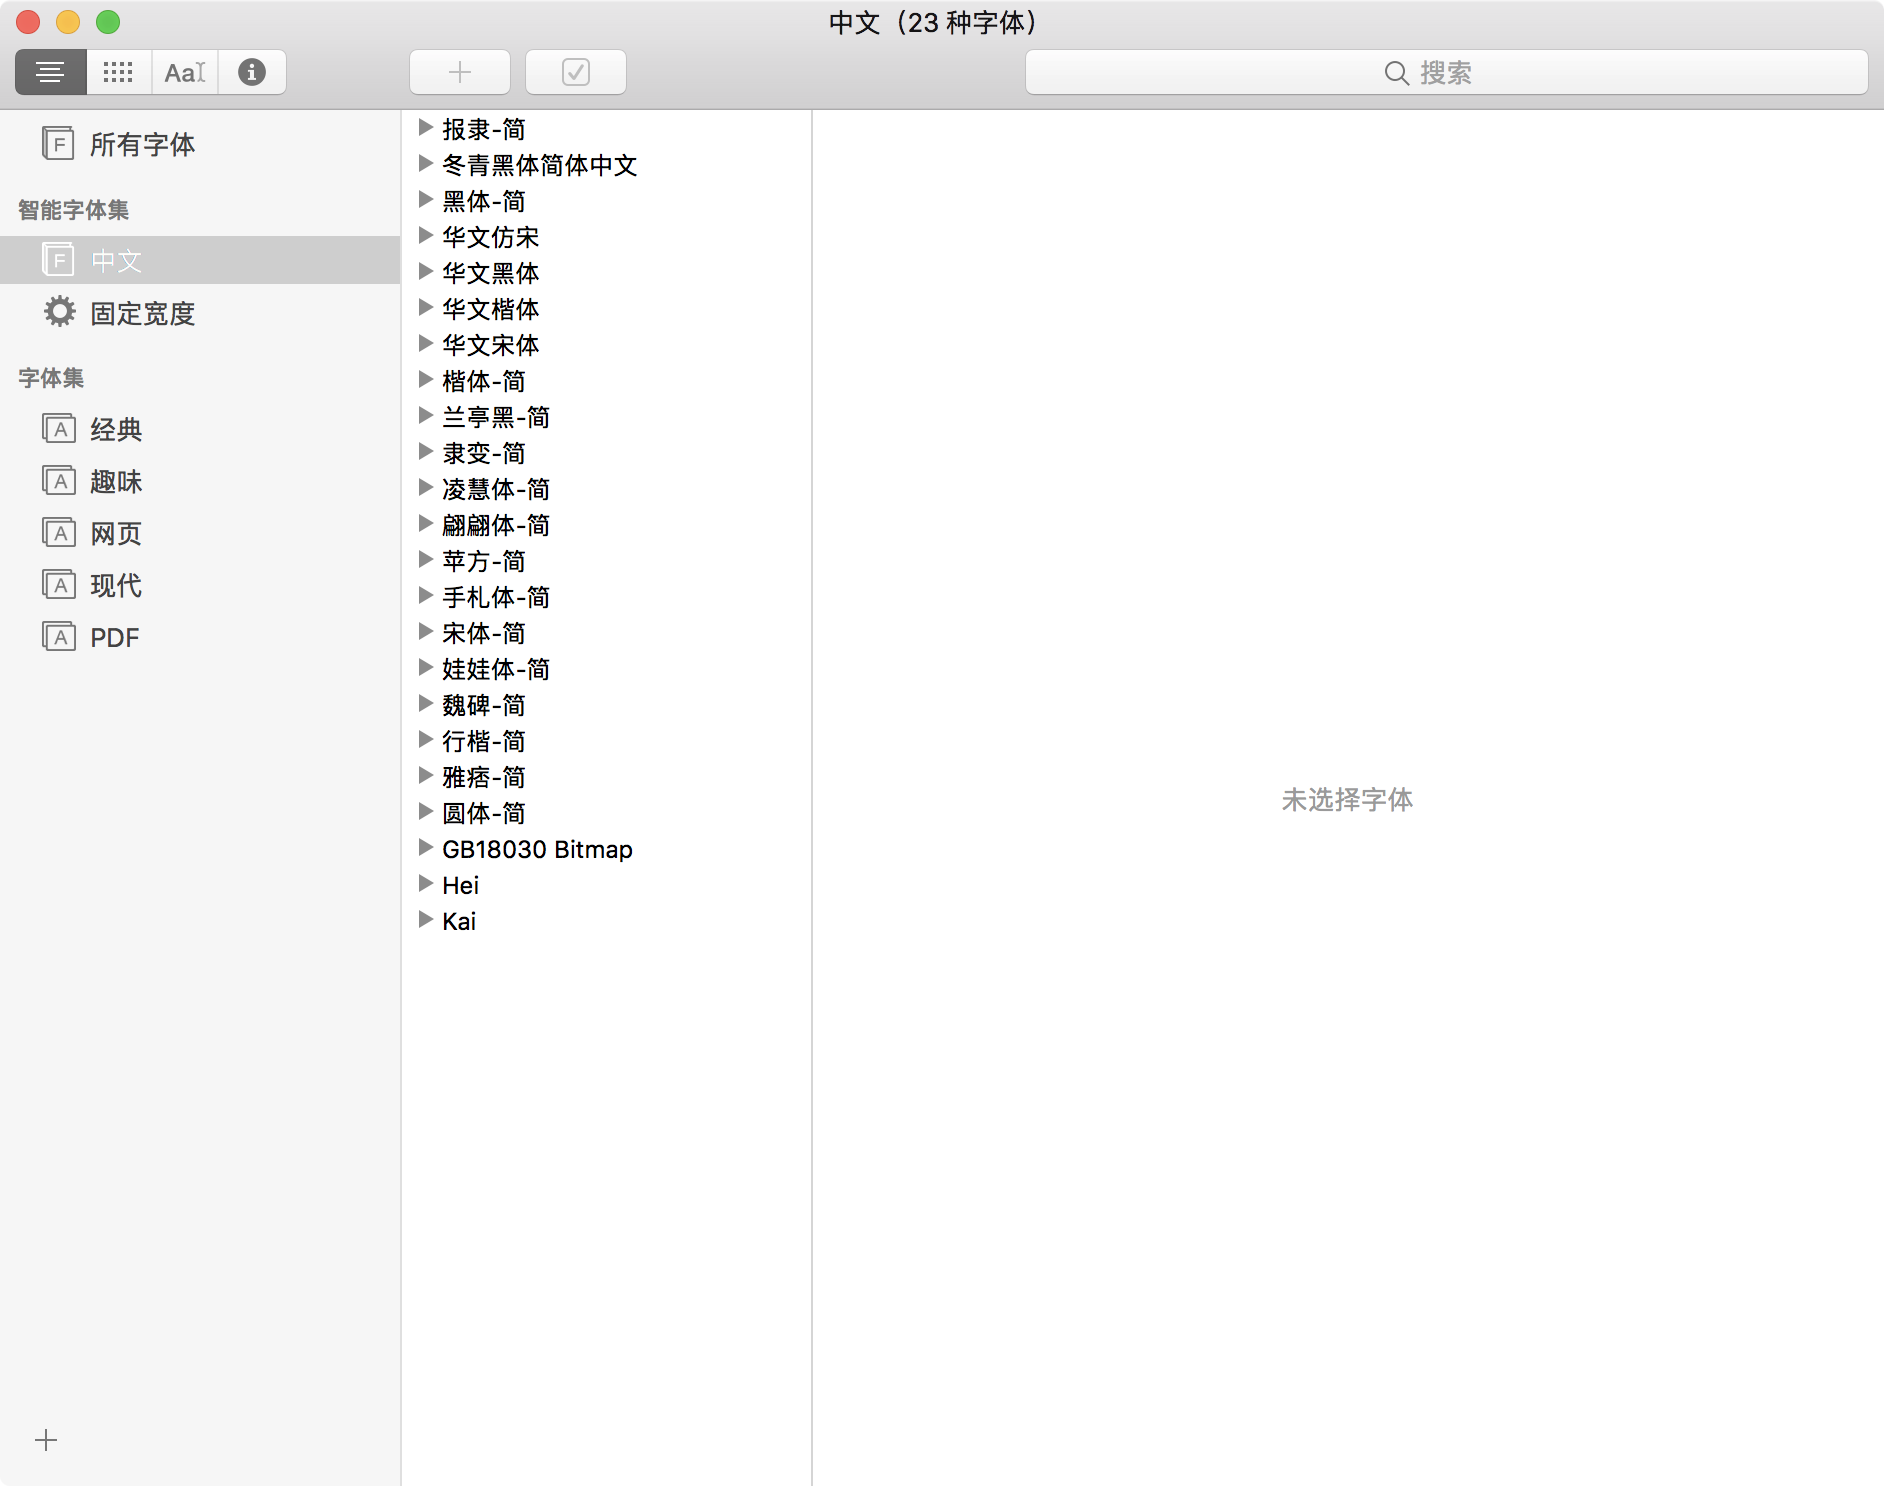 中文（23 种字体）
Aa
搜索
所有字体
智能字体集
中文
固定宽度
字体集
经典
趣味
网页
现代
PDF
报隶-简
冬青黑体简体中文
黑体-简
华文仿宋
华文黑体
华文楷体
华文宋体
楷体-简
兰亭黑-简
隶变-简
凌慧体-简
翩翩体-简
苹方-简
手札体-简
宋体-简
娃娃体-简
魏碑-简
行楷-简
雅痞-简
圆体-简
GB18030 Bitmap
Hei
Kai
未选择字体